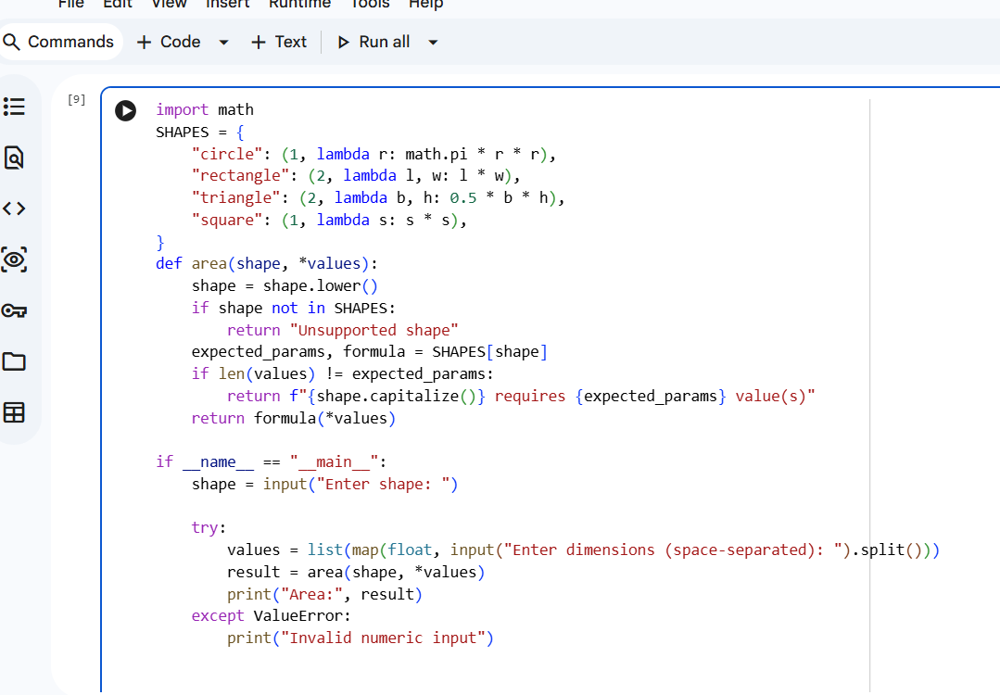 File Edit View Insert Runtime Tools Help
Commands + Code + Text Run all
[9]
import math
SHAPES = {
    "circle": (1, lambda r: math.pi * r * r),
    "rectangle": (2, lambda l, w: l * w),
    "triangle": (2, lambda b, h: 0.5 * b * h),
    "square": (1, lambda s: s * s),
}
def area(shape, *values):
    shape = shape.lower()
    if shape not in SHAPES:
        return "Unsupported shape"
    expected_params, formula = SHAPES[shape]
    if len(values) != expected_params:
        return f"{shape.capitalize()} requires {expected_params} value(s)"
    return formula(*values)

if __name__ == "__main__":
    shape = input("Enter shape: ")

    try:
        values = list(map(float, input("Enter dimensions (space-separated): ").split()))
        result = area(shape, *values)
        print("Area:", result)
    except ValueError:
        print("Invalid numeric input")